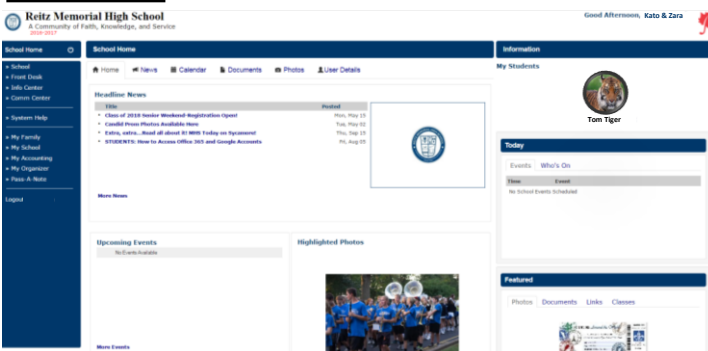 Reitz Memorial High School
A Community of Faith, Knowledge, and Service
2016-2017
Good Afternoon, Kato & Zara
School Home
School Home
Information
» School
» Front Desk
» Info Center
» Comm Center
» System Help
» My Family
» My School
» My Accounting
» My Organizer
» Pass-A-Note
Logout
Home
News
Calendar
Documents
Photos
User Details
Headline News
Title Posted
Class of 2018 Senior Weekend-Registration Open! Mon, May 15
Candid Prom Photos Available Here Tue, May 02
Extra, extra...Read all about it! MHS Today on Sycamore! Thu, Sep 15
STUDENTS: How to Access Office 365 and Google Accounts Fri, Aug 05
More News
Upcoming Events
No Events Available
More Events
Highlighted Photos
My Students
Tom Tiger
Today
Events Who's On
Time Event
No School Events Scheduled
Featured
Photos Documents Links Classes